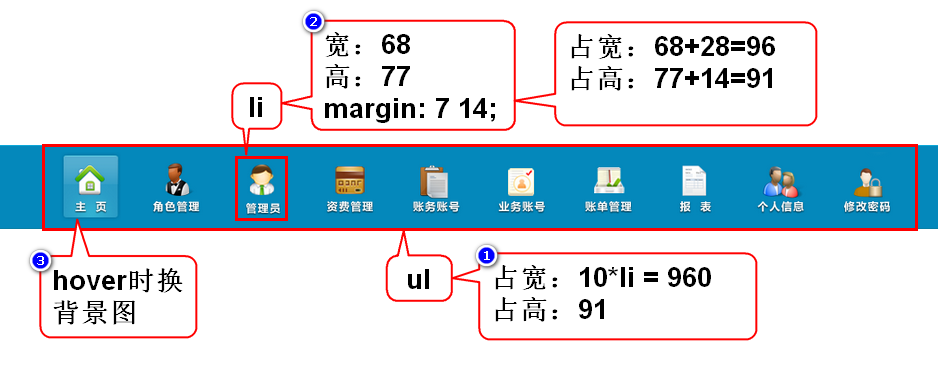 2
宽：68
高：77
margin: 7 14;
占宽：68+28=96
占高：77+14=91
li
主 页
角色管理
管理员
资费管理
账务账号
业务账号
账单管理
报 表
个人信息
修改密码
3
hover时换
背景图
ul
1
占宽：10*li = 960
占高：91